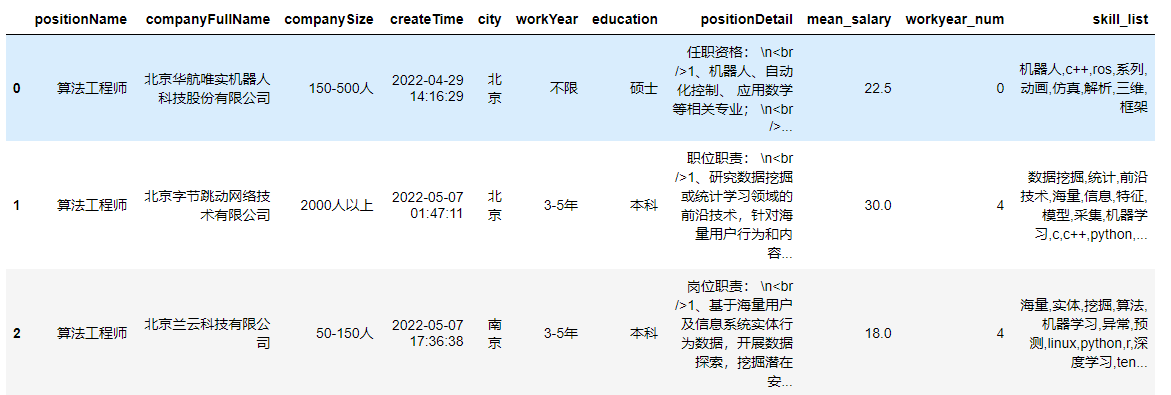 positionName companyFullName companySize createTime city workYear education positionDetail mean_salary workyear_num skill_list
0 算法工程师 北京华航唯实机器人科技股份有限公司 150-500人 2022-04-29 14:16:29 北京 不限 硕士 任职资格： \n<br />1、机器人、自动化控制、 应用数学等相关专业； \n<br />... 22.5 0 机器人,c++,ros,系列,动画,仿真,解析,三维,框架
1 算法工程师 北京字节跳动网络技术有限公司 2000人以上 2022-05-07 01:47:11 北京 3-5年 本科 职位职责： \n<br />1、研究数据挖掘或统计学习领域的前沿技术，针对海量用户行为和内容... 30.0 4 数据挖掘,统计,前沿技术,海量,信息,特征,模型,采集,机器学习,c,c++,python,...
2 算法工程师 北京兰云科技有限公司 50-150人 2022-05-07 17:36:38 南京 3-5年 本科 岗位职责： \n<br />1、基于海量用户及信息系统实体行为数据，开展数据探索，挖掘潜在安... 18.0 4 海量,实体,挖掘,算法,机器学习,异常,预测,linux,python,r,深度学习,ten...